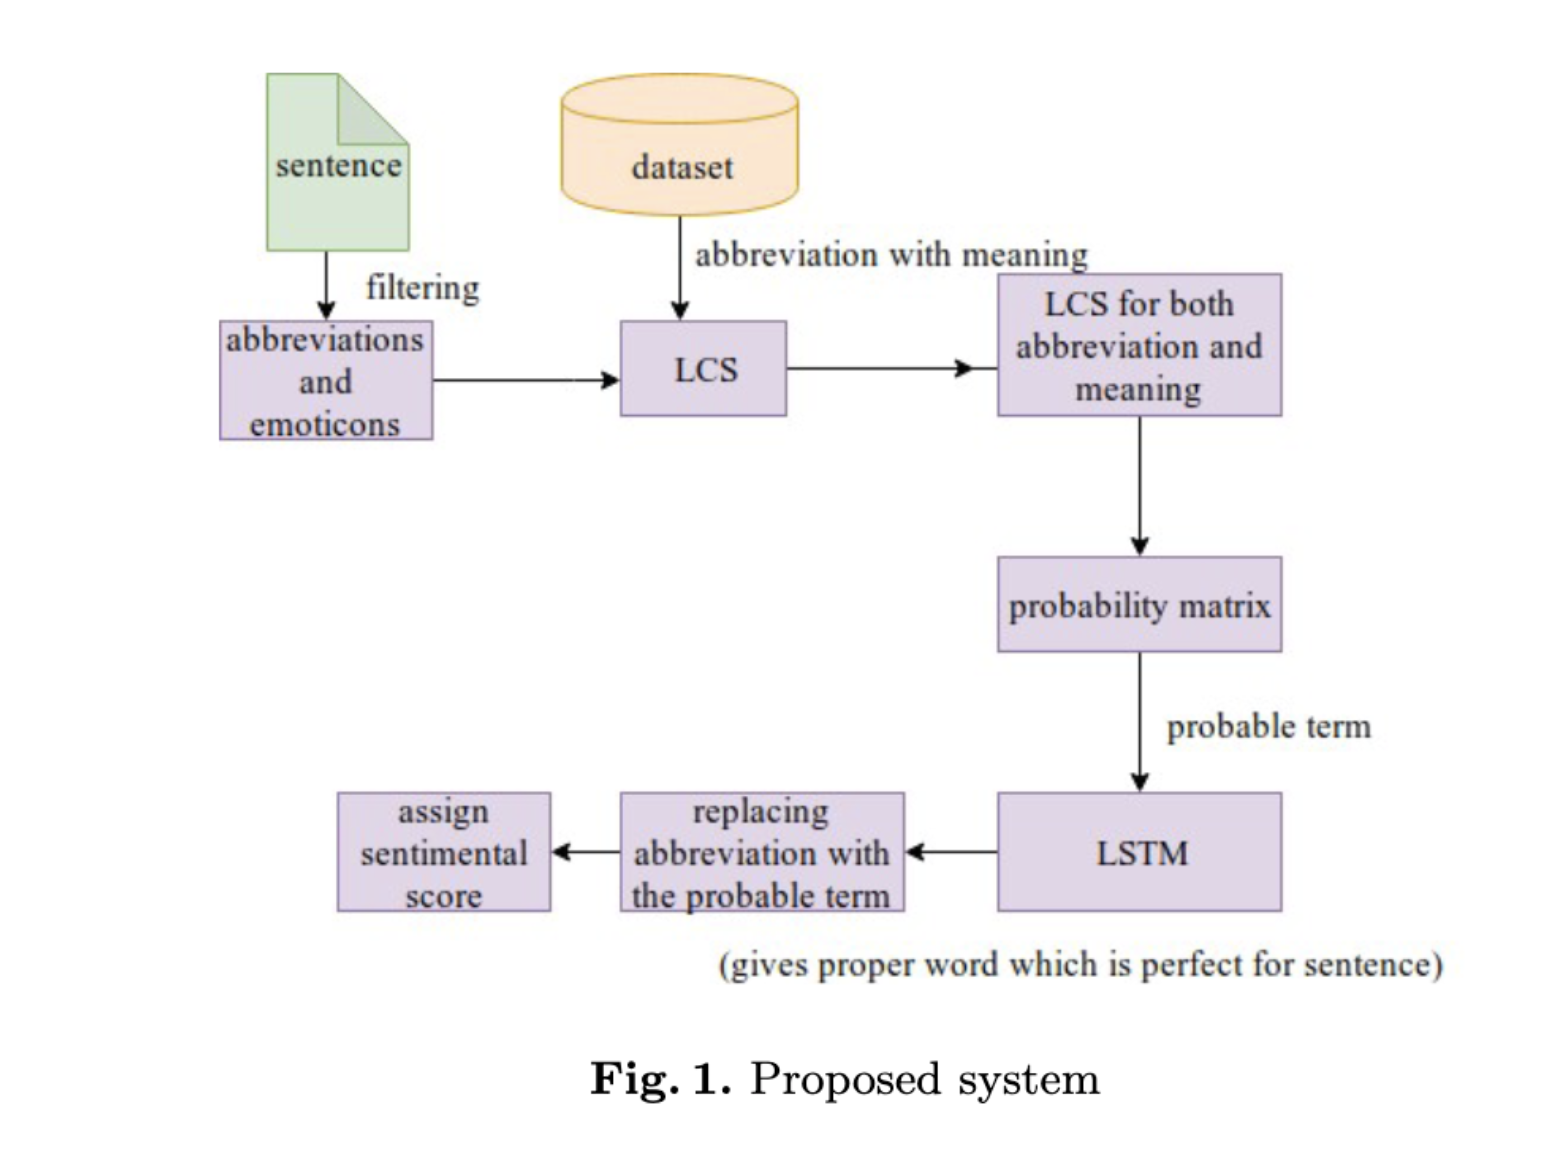 sentence
dataset
filtering
abbreviation with meaning
abbreviations
and
emoticons
LCS
LCS for both
abbreviation and
meaning
probability matrix
probable term
assign
sentimental
score
replacing
abbreviation with
the probable term
LSTM
(gives proper word which is perfect for sentence)
Fig. 1. Proposed system